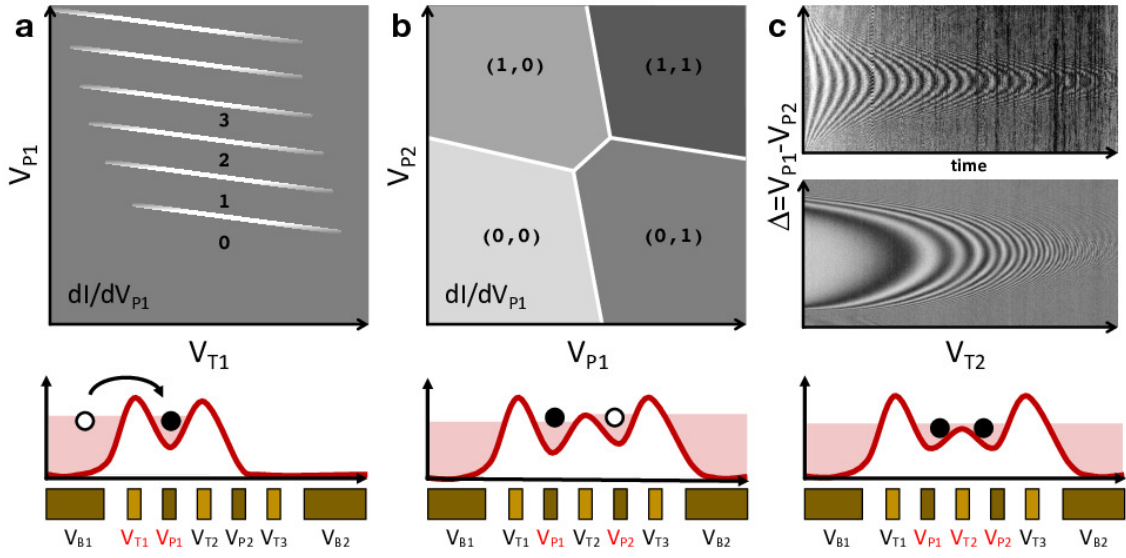 a
V_P1
3
2
1
0
dI/dV_P1
V_T1
V_B1 V_T1 V_P1 V_T2 V_P2 V_T3 V_B2
b
V_P2
(1,0) (1,1)
(0,0) (0,1)
dI/dV_P1
V_P1
V_B1 V_T1 V_P1 V_T2 V_P2 V_T3 V_B2
c
Δ=V_P1-V_P2
time
V_T2
V_B1 V_T1 V_P1 V_T2 V_P2 V_T3 V_B2